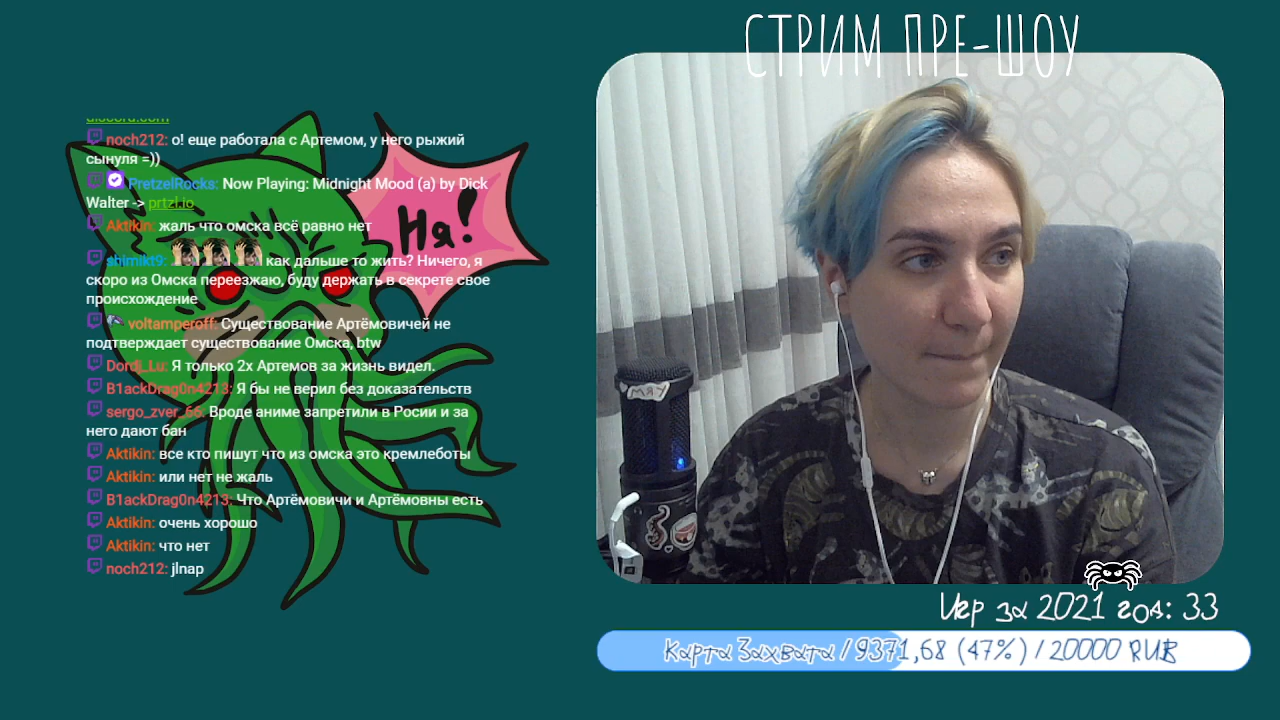 СТРИМ ПРЕ-ШОУ
discord.com
noch212: о! еще работала с Артемом, у него рыжий
сынуля =))
PretzelRocks: Now Playing: Midnight Mood (a) by Dick
Walter -> prtzl.io
Aktikin: жаль что омска всё равно нет
shimikt9: как дальше то жить? Ничего, я
скоро из Омска переезжаю, буду держать в секрете свое
происхождение
voltamperoff: Существование Артёмовичей не
подтверждает существование Омска, btw
Dordj_Lu: Я только 2х Артемов за жизнь видел.
B1ackDrag0n4213: Я бы не верил без доказательств
sergo_zver_66: Вроде аниме запретили в Росии и за
него дают бан
Aktikin: все кто пишут что из омска это кремлеботы
Aktikin: или нет не жаль
B1ackDrag0n4213: Что Артёмовичи и Артёмовны есть
Aktikin: очень хорошо
Aktikin: что нет
noch212: jlnap
Ня!
МЯУ
Игр за 2021 год: 33
Карта Захвата / 9371,68 (47%) / 20000 RUB